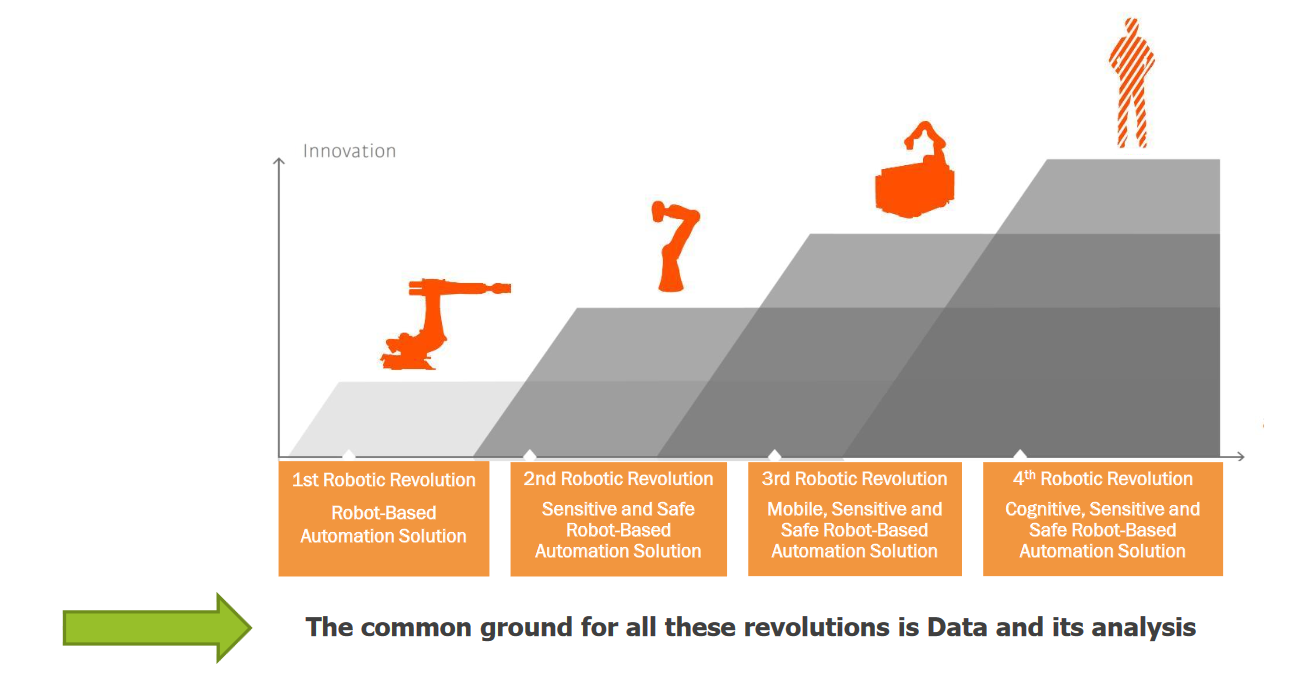 Innovation
1st Robotic Revolution
Robot-Based
Automation Solution
2nd Robotic Revolution
Sensitive and Safe
Robot-Based
Automation Solution
3rd Robotic Revolution
Mobile, Sensitive and
Safe Robot-Based
Automation Solution
4th Robotic Revolution
Cognitive, Sensitive and
Safe Robot-Based
Automation Solution
The common ground for all these revolutions is Data and its analysis